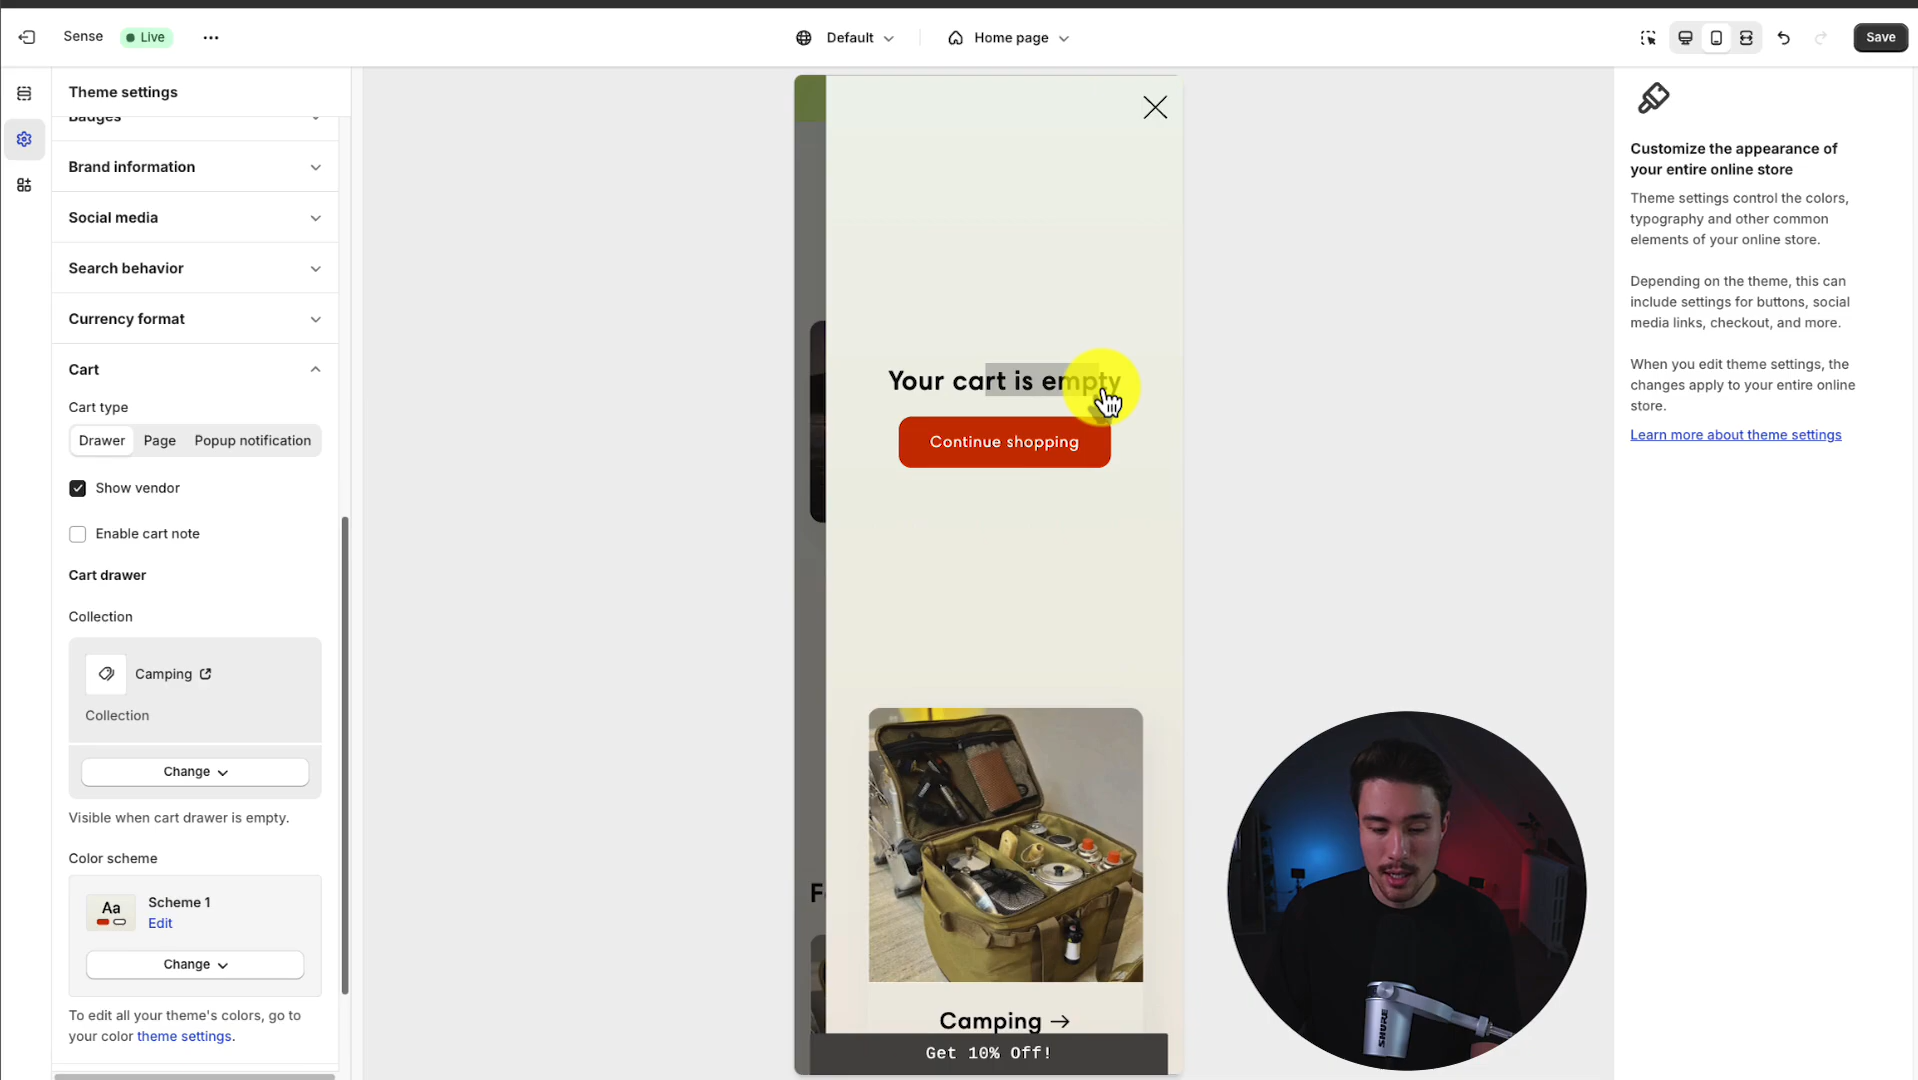 Sense
Live
Default
Home page
Save
Theme settings
Badges
Brand information
Social media
Search behavior
Currency format
Cart
Cart type
Drawer Page Popup notification
Show vendor
Enable cart note
Cart drawer
Collection
Camping
Collection
Change
Visible when cart drawer is empty.
Color scheme
Aa
Scheme 1
Edit
Change
To edit all your theme's colors, go to
your color theme settings.
Your cart is empty
Continue shopping
F
Camping →
Get 10% Off!
Customize the appearance of
your entire online store
Theme settings control the colors,
typography and other common
elements of your online store.
Depending on the theme, this can
include settings for buttons, social
media links, checkout, and more.
When you edit theme settings, the
changes apply to your entire online
store.
Learn more about theme settings
SHURE